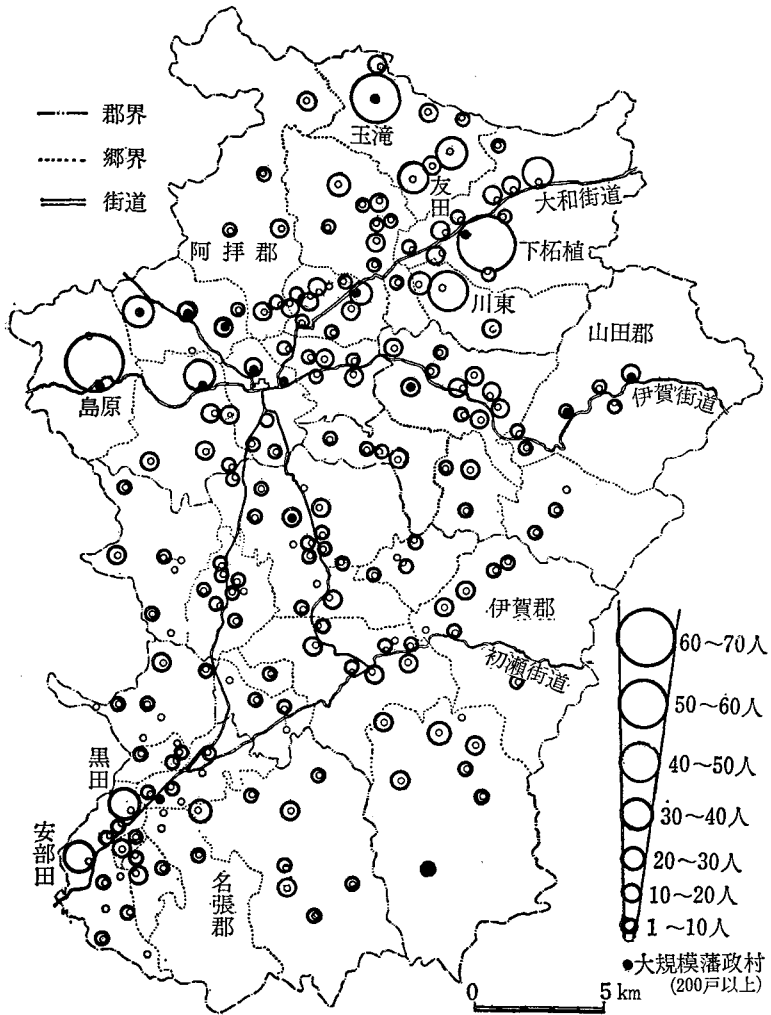 郡界
郷界
街道
玉滝
友田
大和街道
阿拝郡
下柘植
川東
山田郡
島原
伊賀街道
伊賀郡
初瀬街道
黒田
安部田
名張郡
60〜70人
50〜60人
40〜50人
30〜40人
20〜30人
10〜20人
1〜10人
●大規模藩政村
(200戸以上)
0 5km